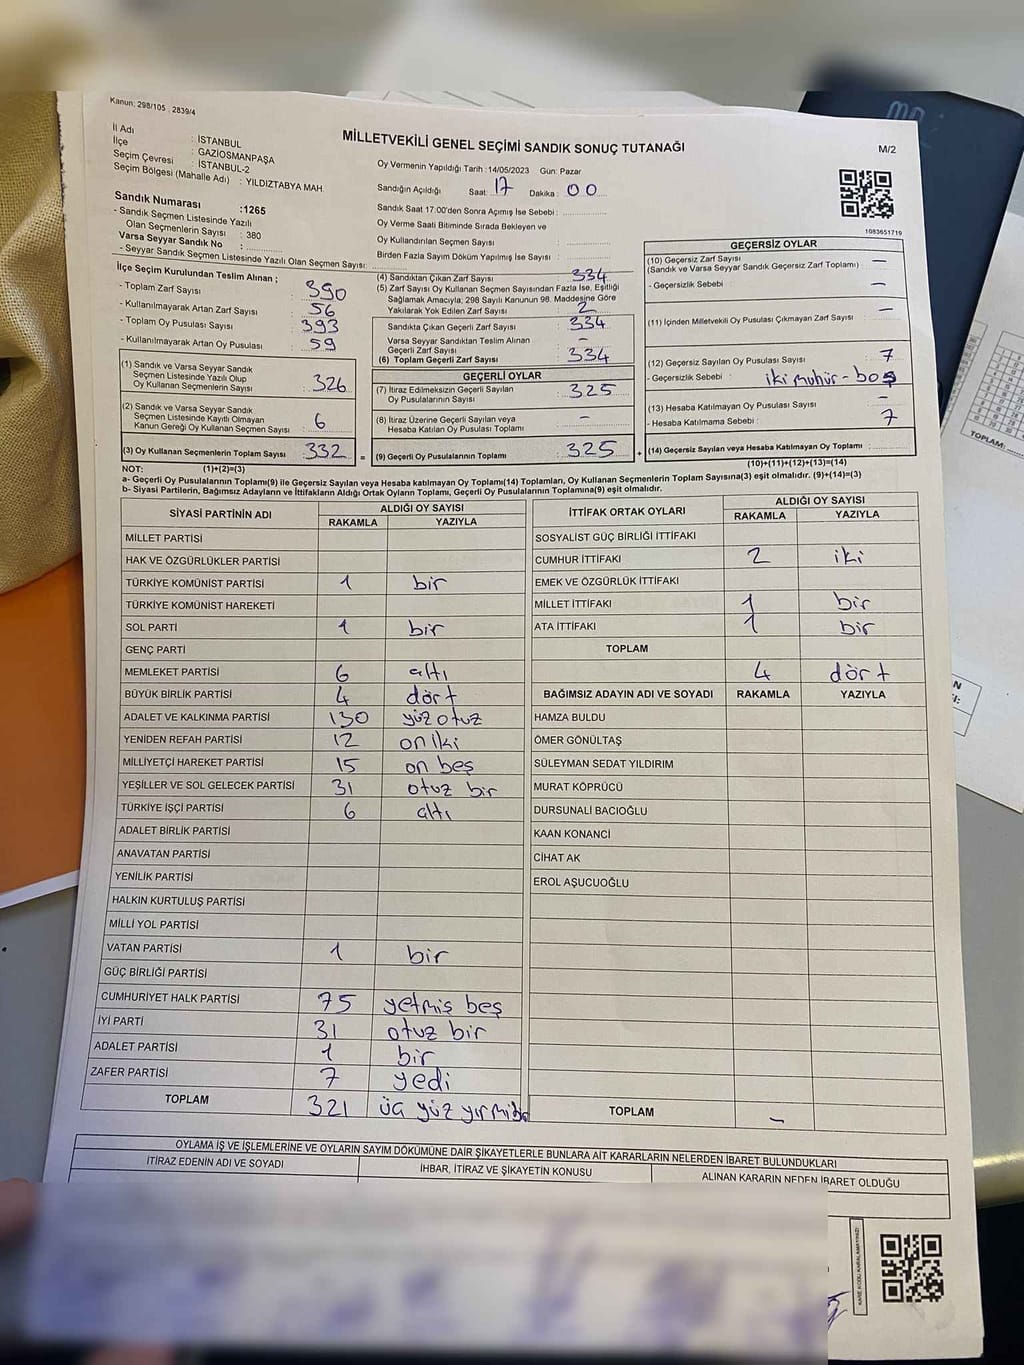 Kanun: 298/105 ; 2839/4
MİLLETVEKİLİ GENEL SEÇİMİ SANDIK SONUÇ TUTANAĞI
M/2
İl Adı : İSTANBUL
İlçe : GAZİOSMANPAŞA
Seçim Çevresi : İSTANBUL-2
Seçim Bölgesi (Mahalle Adı) : YILDIZTABYA MAH.
Sandık Numarası :1265
- Sandık Seçmen Listesinde Yazılı
Olan Seçmenlerin Sayısı : 380
Varsa Seyyar Sandık No :
- Seyyar Sandık Seçmen Listesinde Yazılı Olan Seçmen Sayısı:
Oy Vermenin Yapıldığı Tarih :14/05/2023 Gün: Pazar
Sandığın Açıldığı Saat: 17 Dakika : 00
Sandık Saat 17:00'den Sonra Açımış İse Sebebi :
Oy Verme Saati Bitiminde Sırada Bekleyen ve
Oy Kullandırılan Seçmen Sayısı :
Birden Fazla Sayım Döküm Yapılmış İse Sayısı :
1083651719
İlçe Seçim Kurulundan Teslim Alınan ;
- Toplam Zarf Sayısı : 390
- Kullanılmayarak Artan Zarf Sayısı : 56
- Toplam Oy Pusulası Sayısı : 393
- Kullanılmayarak Artan Oy Pusulası : 59
(1) Sandık ve Varsa Seyyar Sandık
Seçmen Listesinde Yazılı Olup
Oy Kullanan Seçmenlerin Sayısı : 326
(2) Sandık ve Varsa Seyyar Sandık
Seçmen Listesinde Kayıtlı Olmayan
Kanun Gereği Oy Kullanan Seçmen Sayısı : 6
(3) Oy Kullanan Seçmenlerin Toplam Sayısı : 332 =
(4) Sandıktan Çıkan Zarf Sayısı : 334
(5) Zarf Sayısı Oy Kullanan Seçmen Sayısından Fazla İse, Eşitliği
Sağlamak Amacıyla; 298 Sayılı Kanunun 98. Maddesine Göre
Yakılarak Yok Edilen Zarf Sayısı : 2
Sandıkta Çıkan Geçerli Zarf Sayısı : 334
Varsa Seyyar Sandıktan Teslim Alınan
Geçerli Zarf Sayısı : -
(6) Toplam Geçerli Zarf Sayısı : 334
GEÇERLİ OYLAR
(7) İtiraz Edilmeksizin Geçerli Sayılan
Oy Pusulalarının Sayısı : 325
(8) İtiraz Üzerine Geçerli Sayılan veya
Hesaba Katılan Oy Pusulası Toplamı : -
(9) Geçerli Oy Pusulalarının Toplamı : 325 +
GEÇERSİZ OYLAR
(10) Geçersiz Zarf Sayısı : -
(Sandık ve Varsa Seyyar Sandık Geçersiz Zarf Toplamı)
- Geçersizlik Sebebi : -
(11) İçinden Milletvekili Oy Pusulası Çıkmayan Zarf Sayısı : -
(12) Geçersiz Sayılan Oy Pusulası Sayısı : 7
- Geçersizlik Sebebi : iki mühür - boş
(13) Hesaba Katılmayan Oy Pusulası Sayısı : -
- Hesaba Katılmama Sebebi : 7
(14) Geçersiz Sayılan veya Hesaba Katılmayan Oy Toplamı :
NOT: (1)+(2)=(3)
(10)+(11)+(12)+(13)=(14)
a- Geçerli Oy Pusulalarının Toplamı(9) ile Geçersiz Sayılan veya Hesaba katılmayan Oy Toplamı(14) Toplamları, Oy Kullanan Seçmenlerin Toplam Sayısına(3) eşit olmalıdır. (9)+(14)=(3)
b- Siyasi Partilerin, Bağımsız Adayların ve İttifakların Aldığı Ortak Oyların Toplamı, Geçerli Oy Pusulalarının Toplamına(9) eşit olmalıdır.
SİYASİ PARTİNİN ADI ALDIĞI OY SAYISI
RAKAMLA YAZIYLA
MİLLET PARTİSİ
HAK VE ÖZGÜRLÜKLER PARTİSİ
TÜRKİYE KOMÜNİST PARTİSİ 1 bir
TÜRKİYE KOMÜNİST HAREKETİ
SOL PARTİ 1 bir
GENÇ PARTİ
MEMLEKET PARTİSİ 6 altı
BÜYÜK BİRLİK PARTİSİ 4 dört
ADALET VE KALKINMA PARTİSİ 130 yüz otuz
YENİDEN REFAH PARTİSİ 12 on iki
MİLLİYETÇİ HAREKET PARTİSİ 15 on beş
YEŞİLLER VE SOL GELECEK PARTİSİ 31 otuz bir
TÜRKİYE İŞÇİ PARTİSİ 6 altı
ADALET BİRLİK PARTİSİ
ANAVATAN PARTİSİ
YENİLİK PARTİSİ
HALKIN KURTULUŞ PARTİSİ
MİLLİ YOL PARTİSİ
VATAN PARTİSİ 1 bir
GÜÇ BİRLİĞİ PARTİSİ
CUMHURİYET HALK PARTİSİ 75 yetmiş beş
İYİ PARTİ 31 otuz bir
ADALET PARTİSİ 1 bir
ZAFER PARTİSİ 7 yedi
TOPLAM 321 üç yüz yirmibir
İTTİFAK ORTAK OYLARI ALDIĞI OY SAYISI
RAKAMLA YAZIYLA
SOSYALİST GÜÇ BİRLİĞİ İTTİFAKI
CUMHUR İTTİFAKI 2 iki
EMEK VE ÖZGÜRLÜK İTTİFAKI
MİLLET İTTİFAKI 1 bir
ATA İTTİFAKI 1 bir
TOPLAM
4 dört
BAĞIMSIZ ADAYIN ADI VE SOYADI RAKAMLA YAZIYLA
HAMZA BULDU
ÖMER GÖNÜLTAŞ
SÜLEYMAN SEDAT YILDIRIM
MURAT KÖPRÜCÜ
DURSUNALİ BACIOĞLU
KAAN KONANCİ
CİHAT AK
EROL AŞUCUOĞLU
TOPLAM -
OYLAMA İŞ VE İŞLEMLERİNE VE OYLARIN SAYIM DÖKÜMÜNE DAİR ŞİKAYETLERLE BUNLARA AİT KARARLARIN NELERDEN İBARET BULUNDUKLARI
İTİRAZ EDENİN ADI VE SOYADI İHBAR, İTİRAZ VE ŞİKAYETİN KONUSU ALINAN KARARIN NEDEN İBARET OLDUĞU
KARE KODU KARALAMAYINIZ!
TOPLAM: